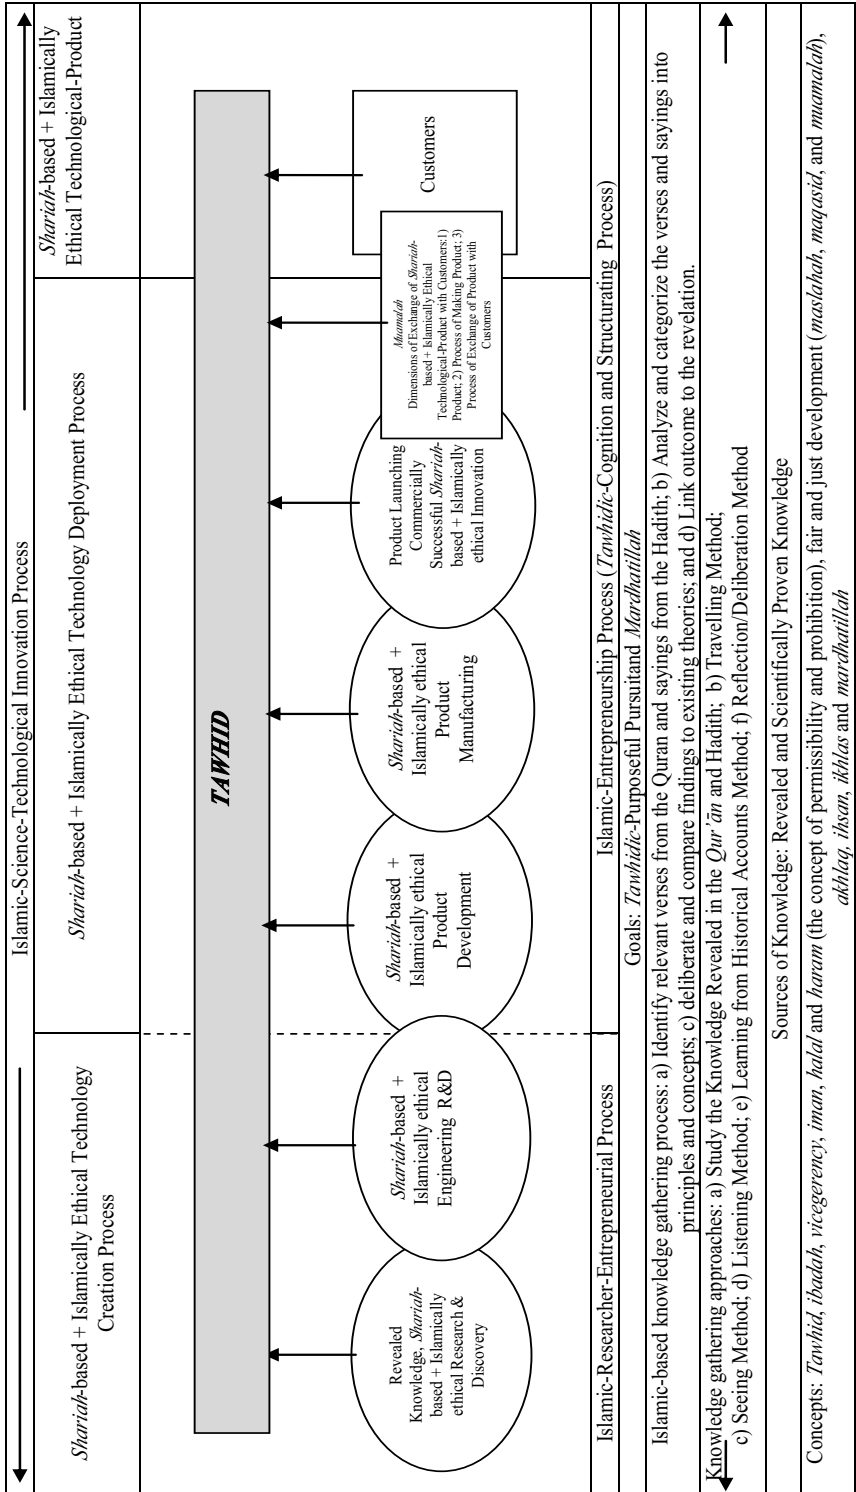 Islamic-Science-Technological Innovation Process
Shariah-based + Islamically Ethical Technology
Creation Process
Shariah-based + Islamically Ethical Technology Deployment Process
Shariah-based + Islamically
Ethical Technological-Product
TAWHID
Revealed
Knowledge, Shariah-
based + Islamically
ethical Research &
Discovery
Shariah-based +
Islamically ethical
Engineering R&D
Shariah-based +
Islamically ethical
Product
Development
Shariah-based +
Islamically ethical
Product
Manufacturing
Product Launching
Commercially
Successful Shariah-
based + Islamically
ethical Innovation
Muamalah
Dimensions of Exchange of Shariah-
based + Islamically Ethical
Technological-Product with Customers:1)
Product; 2) Process of Making Product; 3)
Process of Exchange of Product with
Customers
Customers
Islamic-Researcher-Entrepreneurial Process
Islamic-Entrepreneurship Process (Tawhidic-Cognition and Structurating Process)
Goals: Tawhidic-Purposeful Pursuitand Mardhatillah
Islamic-based knowledge gathering process: a) Identify relevant verses from the Quran and sayings from the Hadith; b) Analyze and categorize the verses and sayings into
principles and concepts; c) deliberate and compare findings to existing theories; and d) Link outcome to the revelation.
Knowledge gathering approaches: a) Study the Knowledge Revealed in the Qur'ān and Hadith; b) Travelling Method;
c) Seeing Method; d) Listening Method; e) Learning from Historical Accounts Method; f) Reflection/Deliberation Method
Sources of Knowledge: Revealed and Scientifically Proven Knowledge
Concepts: Tawhid, ibadah, vicegerency, iman, halal and haram (the concept of permissibility and prohibition), fair and just development (maslahah, maqasid, and muamalah),
akhlaq, ihsan, ikhlas and mardhatillah